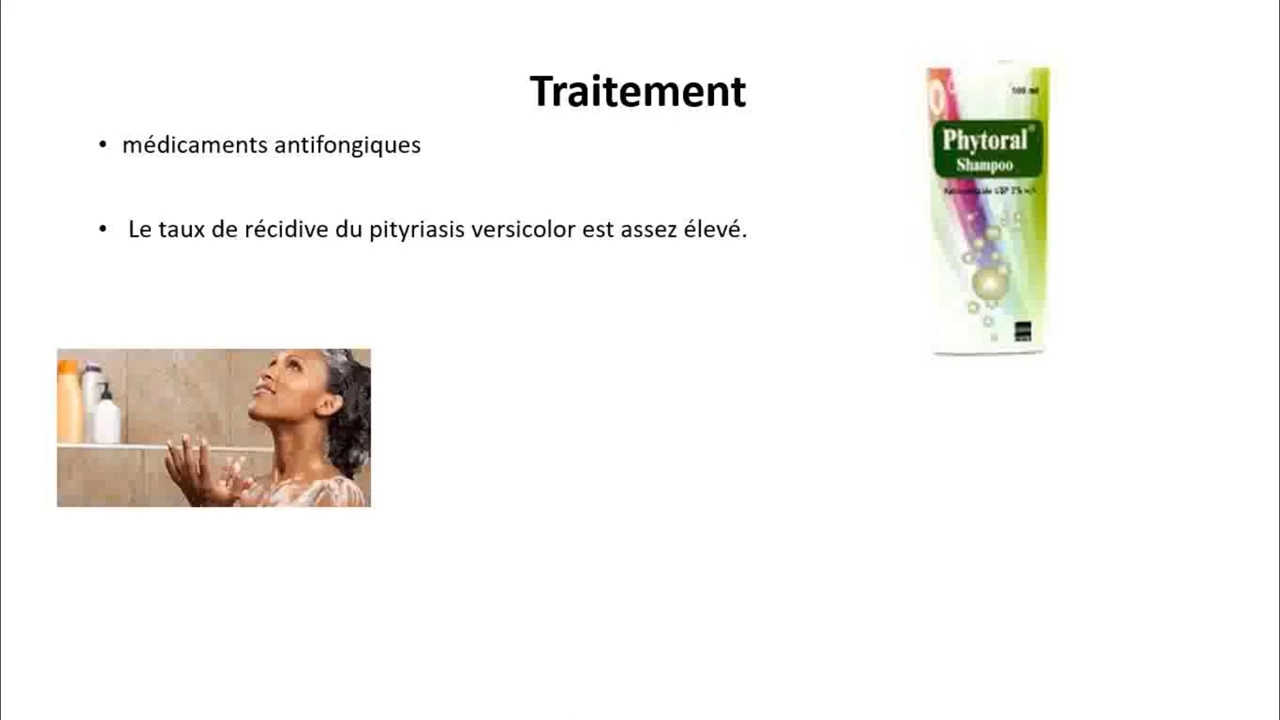 Traitement
• médicaments antifongiques
• Le taux de récidive du pityriasis versicolor est assez élevé.
100 ml
Phytoral®
Shampoo